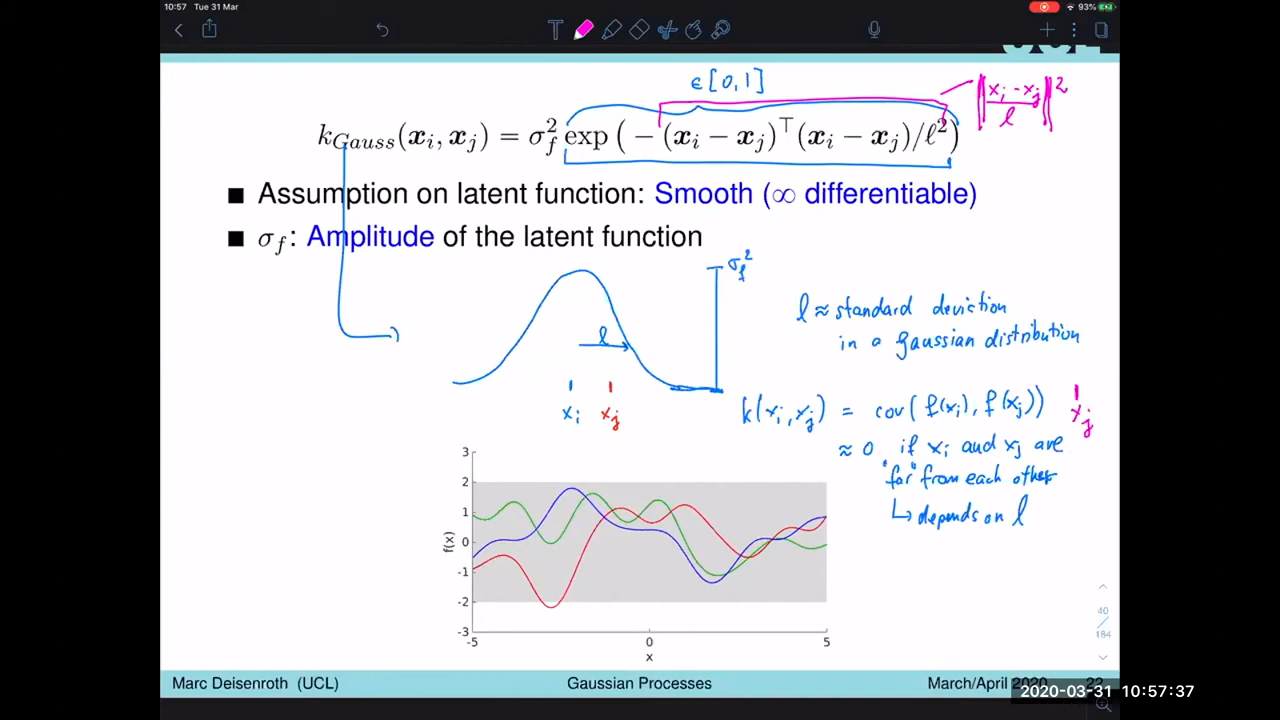 10:57 Tue 31 Mar
93%
∈ [0,1]
‖ (x_i - x_j) / ℓ ‖²
k_Gauss(x_i, x_j) = σ_f² exp ( − (x_i − x_j)^⊤ (x_i − x_j)/ℓ² )
■ Assumption on latent function: Smooth (∞ differentiable)
■ σ_f: Amplitude of the latent function
σ_f²
ℓ ≈ standard deviction
in a gaussian distribution
ℓ
x_i x_j
k(x_i, x_j) = cov( f(x_i), f(x_j)) x_j
≈ 0 if x_i and x_j are
"far" from each other
↳ depends on ℓ
3
2
1
0
-1
-2
-3
f(x)
-5 0 5
x
40
184
Marc Deisenroth (UCL) Gaussian Processes March/April 2020
2020-03-31 10:57:37